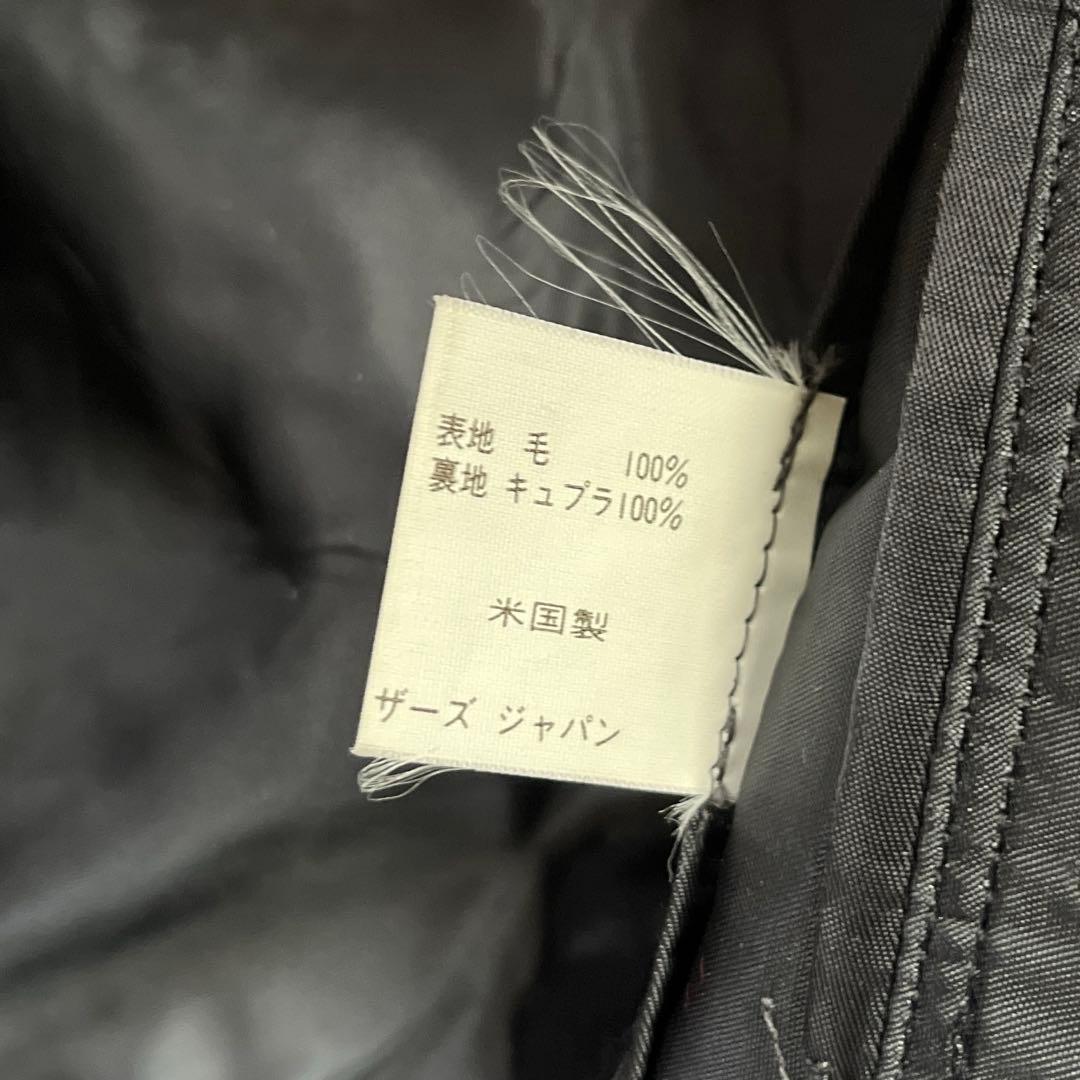 表地 毛 100%
裏地 キュプラ100%
米国製
ザーズ ジャパン